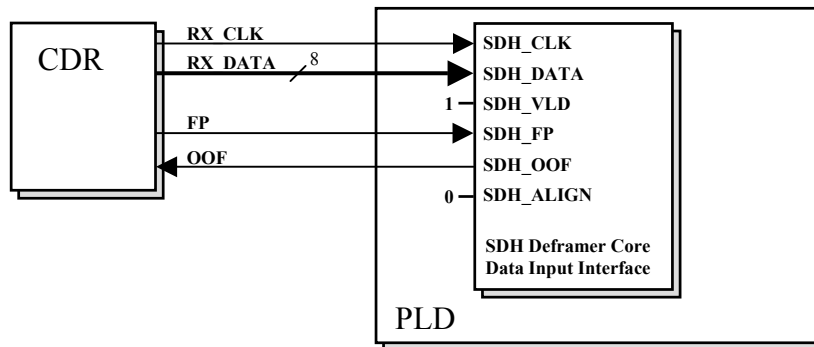 CDR
RX_CLK
RX_DATA
8
1
FP
OOF
0
SDH_CLK
SDH_DATA
SDH_VLD
SDH_FP
SDH_OOF
SDH_ALIGN
SDH Deframer Core
Data Input Interface
PLD